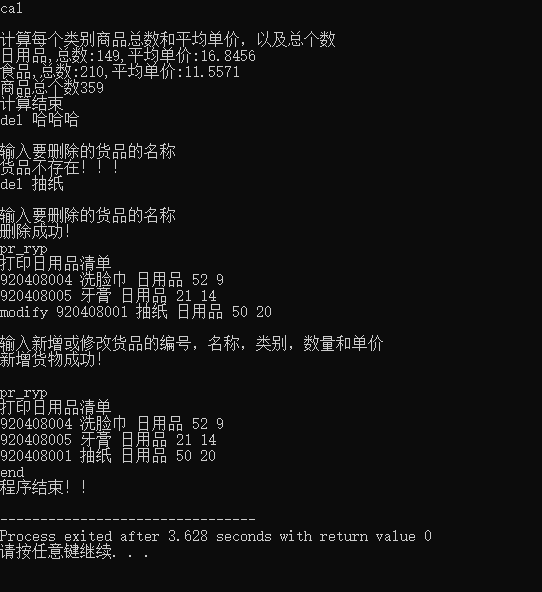 cal
计算每个类别商品总数和平均单价，以及总个数
日用品,总数:149,平均单价:16.8456
食品,总数:210,平均单价:11.5571
商品总个数359
计算结束
del 哈哈哈
输入要删除的货品的名称
货品不存在！！！
del 抽纸
输入要删除的货品的名称
删除成功！
pr_ryp
打印日用品清单
920408004 洗脸巾 日用品 52 9
920408005 牙膏 日用品 21 14
modify 920408001 抽纸 日用品 50 20
输入新增或修改货品的编号，名称，类别，数量和单价
新增货物成功！
pr_ryp
打印日用品清单
920408004 洗脸巾 日用品 52 9
920408005 牙膏 日用品 21 14
920408001 抽纸 日用品 50 20
end
程序结束！！
--------------------------------
Process exited after 3.628 seconds with return value 0
请按任意键继续. . .